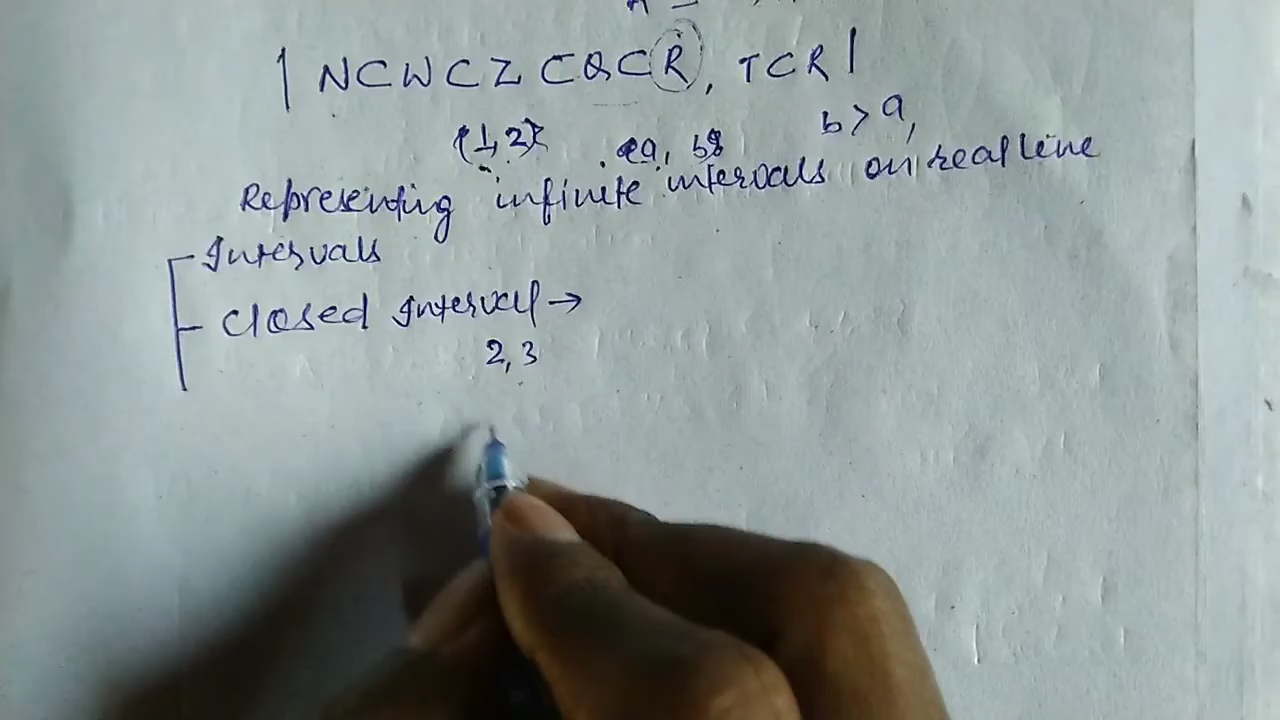 | N C W C Z C Q C R, T C R |
{1, 2} {a, b} b > a,
Representing infinite intervals on real line
Intervals
Closed Interval →
2, 3